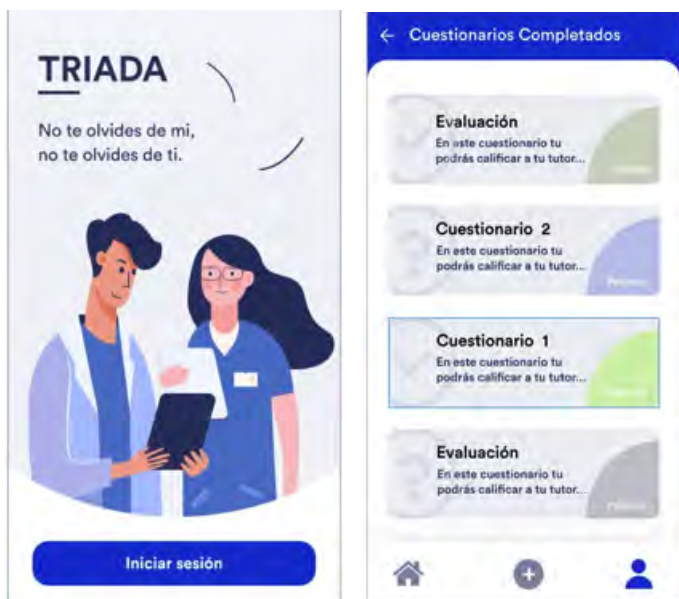 TRIADA
No te olvides de mi,
no te olvides de ti.
Iniciar sesión
Cuestionarios Completados
Evaluación
En este cuestionario tu
podrás calificar a tu tutor...
Cuestionario 2
En este cuestionario tu
podrás calificar a tu tutor...
Cuestionario 1
En este cuestionario tu
podrás calificar a tu tutor...
Evaluación
En este cuestionario tu
podrás calificar a tu tutor...